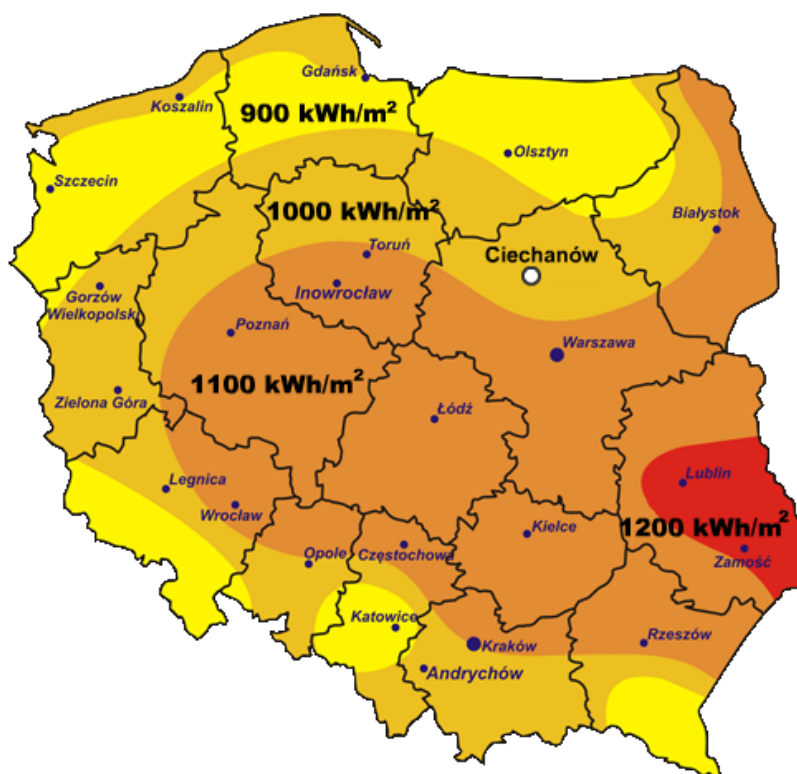 Gdańsk
Koszalin
900 kWh/m²
Olsztyn
Szczecin
1000 kWh/m²
Białystok
Toruń
Ciechanów
Gorzów
Wielkopolski
Inowrocław
Poznań
Warszawa
1100 kWh/m²
Zielona Góra
Łódź
Legnica
Lublin
Wrocław
1200 kWh/m²
Kielce
Opole
Częstochowa
Zamość
Katowice
Kraków
Rzeszów
Andrychów